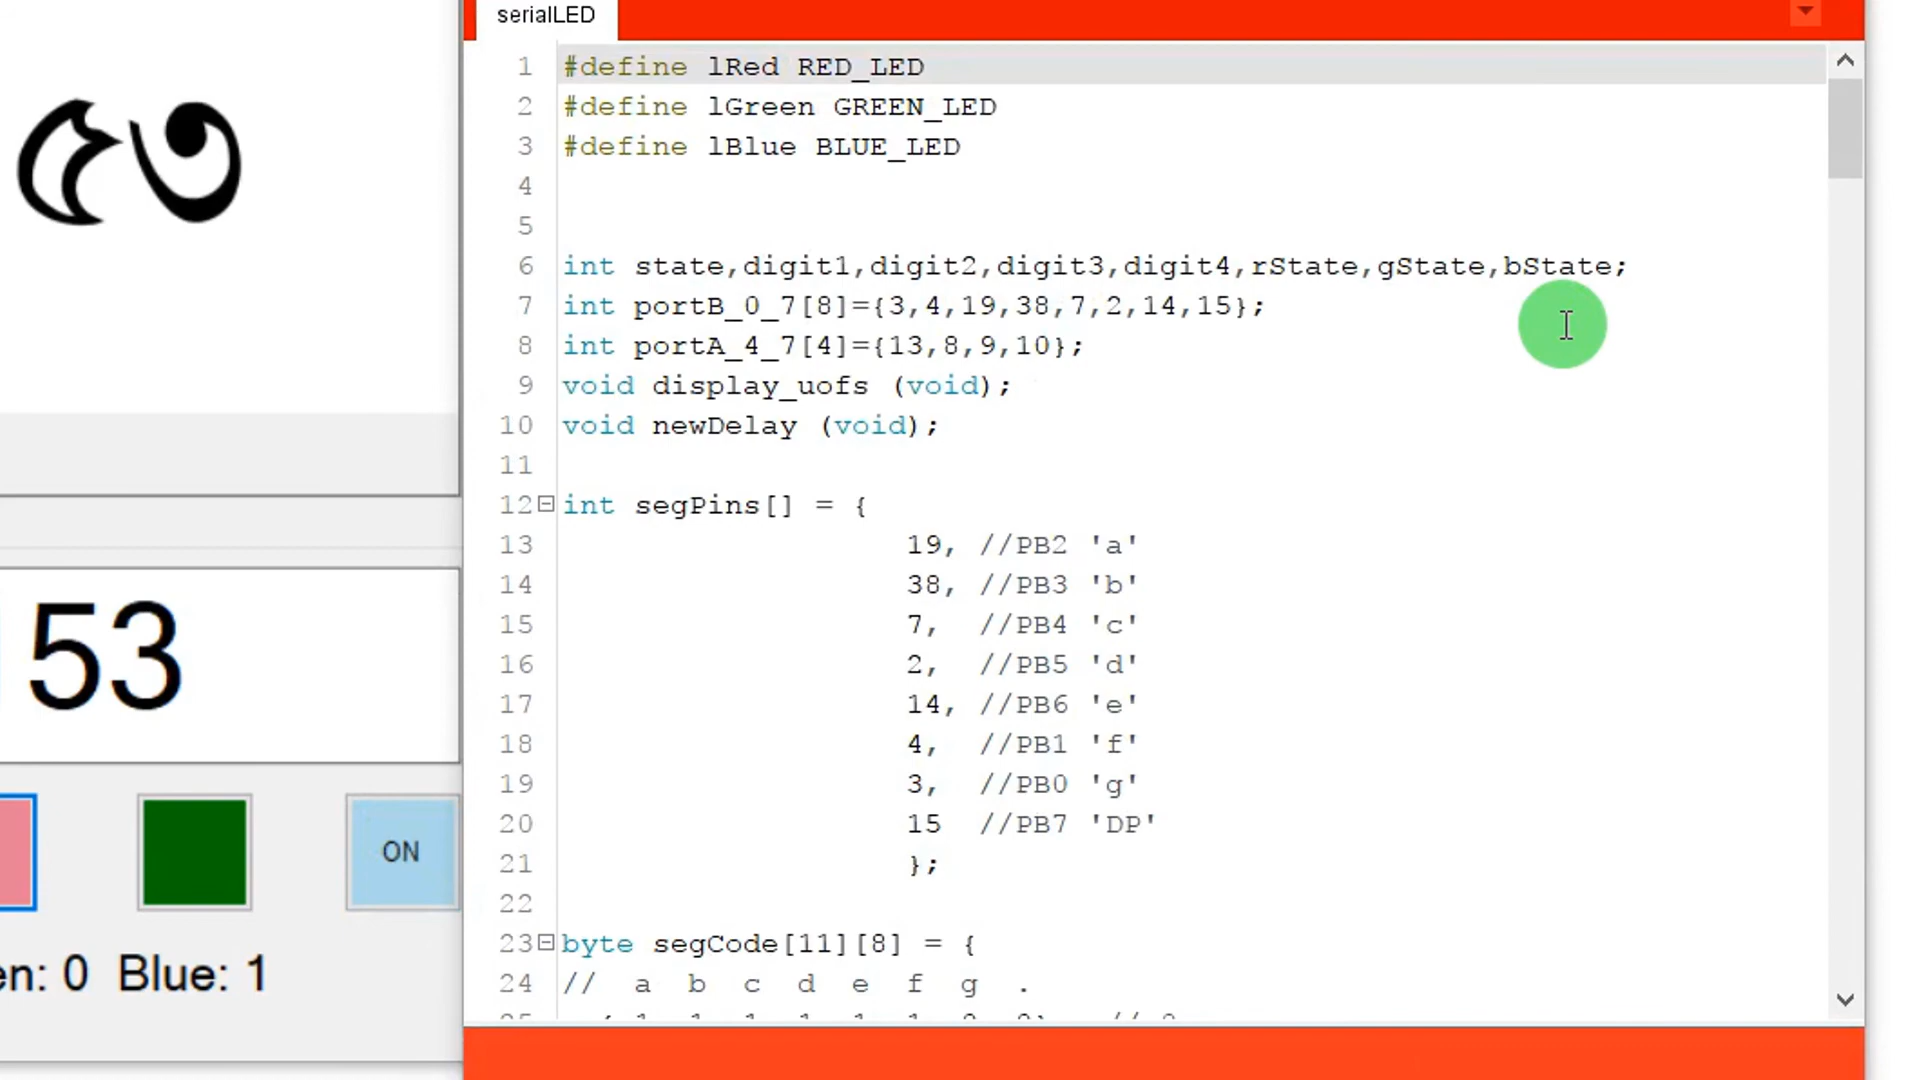 serialLED
৫৩
153
ON
en: 0 Blue: 1
1 #define lRed RED_LED
2 #define lGreen GREEN_LED
3 #define lBlue BLUE_LED
4
5
6 int state,digit1,digit2,digit3,digit4,rState,gState,bState;
7 int portB_0_7[8]={3,4,19,38,7,2,14,15};
8 int portA_4_7[4]={13,8,9,10};
9 void display_uofs (void);
10 void newDelay (void);
11
12 int segPins[] = {
13 19, //PB2 'a'
14 38, //PB3 'b'
15 7, //PB4 'c'
16 2, //PB5 'd'
17 14, //PB6 'e'
18 4, //PB1 'f'
19 3, //PB0 'g'
20 15 //PB7 'DP'
21 };
22
23 byte segCode[11][8] = {
24 // a b c d e f g .